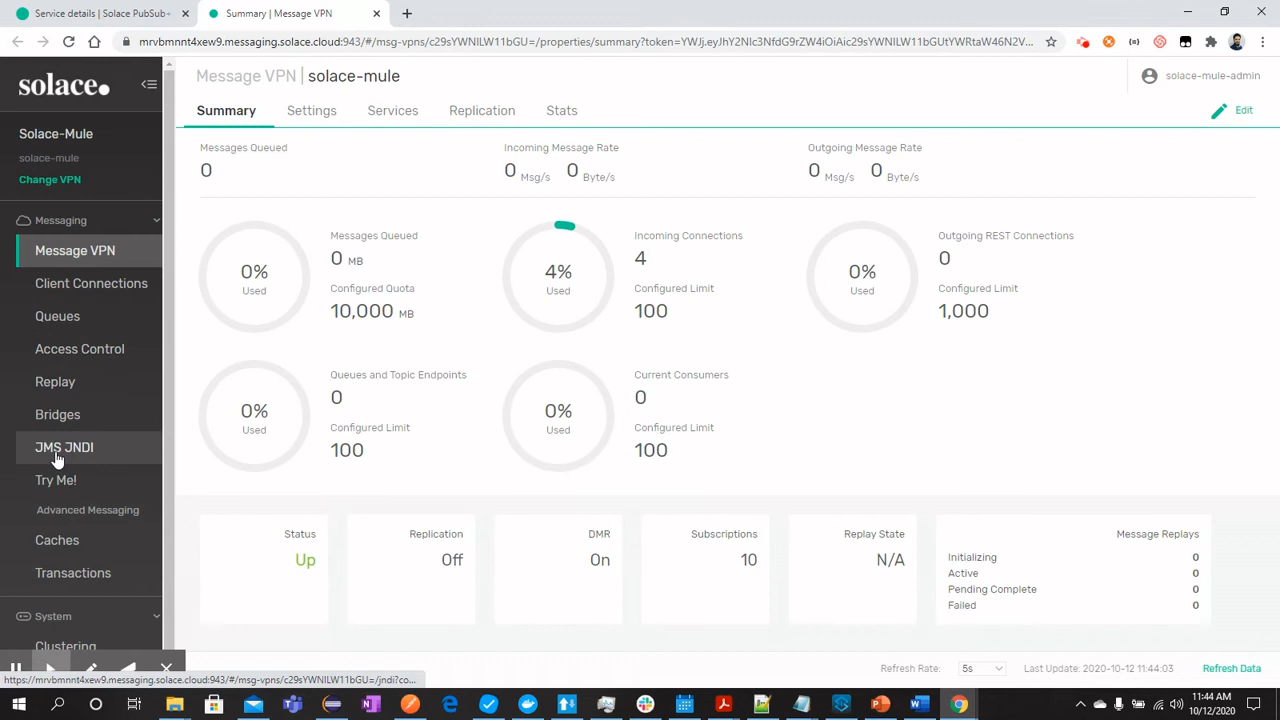 Service details | Solace PubSub+
Summary | Message VPN
mrvbmnnt4xew9.messaging.solace.cloud:943/#/msg-vpns/c29sYWNlLW11bGU=/properties/summary?token=YWJj.eyJhY2Nlc3NfdG9rZW4iOiAic29sYWNlLW11bGUtYWRtaW46N2V...
solace.
Message VPN | solace-mule
solace-mule-admin
Summary
Settings
Services
Replication
Stats
Edit
Solace-Mule
solace-mule
Change VPN
Messaging
Message VPN
Client Connections
Queues
Access Control
Replay
Bridges
JMS JNDI
Try Me!
Advanced Messaging
Caches
Transactions
System
Clustering
Messages Queued
0
Incoming Message Rate
0 Msg/s 0 Byte/s
Outgoing Message Rate
0 Msg/s 0 Byte/s
0%
Used
Messages Queued
0 MB
Configured Quota
10,000 MB
4%
Used
Incoming Connections
4
Configured Limit
100
0%
Used
Outgoing REST Connections
0
Configured Limit
1,000
0%
Used
Queues and Topic Endpoints
0
Configured Limit
100
0%
Used
Current Consumers
0
Configured Limit
100
Status
Up
Replication
Off
DMR
On
Subscriptions
10
Replay State
N/A
Message Replays
Initializing 0
Active 0
Pending Complete 0
Failed 0
Refresh Rate: 5s
Last Update: 2020-10-12 11:44:03
Refresh Data
https://mrvbmnnt4xew9.messaging.solace.cloud:943/#/msg-vpns/c29sYWNlLW11bGU=/jndi?co...
11:44 AM
10/12/2020